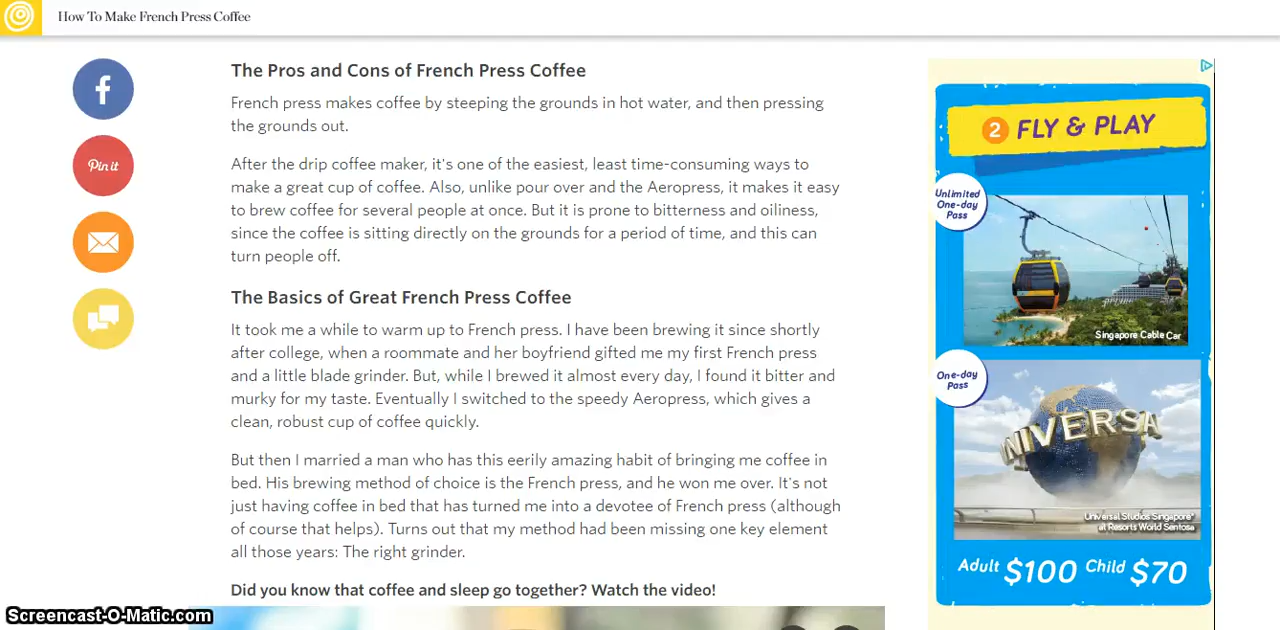 How To Make French Press Coffee
The Pros and Cons of French Press Coffee
French press makes coffee by steeping the grounds in hot water, and then pressing
the grounds out.
After the drip coffee maker, it's one of the easiest, least time-consuming ways to
make a great cup of coffee. Also, unlike pour over and the Aeropress, it makes it easy
to brew coffee for several people at once. But it is prone to bitterness and oiliness,
since the coffee is sitting directly on the grounds for a period of time, and this can
turn people off.
The Basics of Great French Press Coffee
It took me a while to warm up to French press. I have been brewing it since shortly
after college, when a roommate and her boyfriend gifted me my first French press
and a little blade grinder. But, while I brewed it almost every day, I found it bitter and
murky for my taste. Eventually I switched to the speedy Aeropress, which gives a
clean, robust cup of coffee quickly.
But then I married a man who has this eerily amazing habit of bringing me coffee in
bed. His brewing method of choice is the French press, and he won me over. It's not
just having coffee in bed that has turned me into a devotee of French press (although
of course that helps). Turns out that my method had been missing one key element
all those years: The right grinder.
Did you know that coffee and sleep go together? Watch the video!
f
Pin it
2 FLY & PLAY
Unlimited
One-day
Pass
Singapore Cable Car
One-day
Pass
UNIVERSA
Universal Studios Singapore®
at Resorts World Sentosa
Adult $100 Child $70
Screencast-O-Matic.com